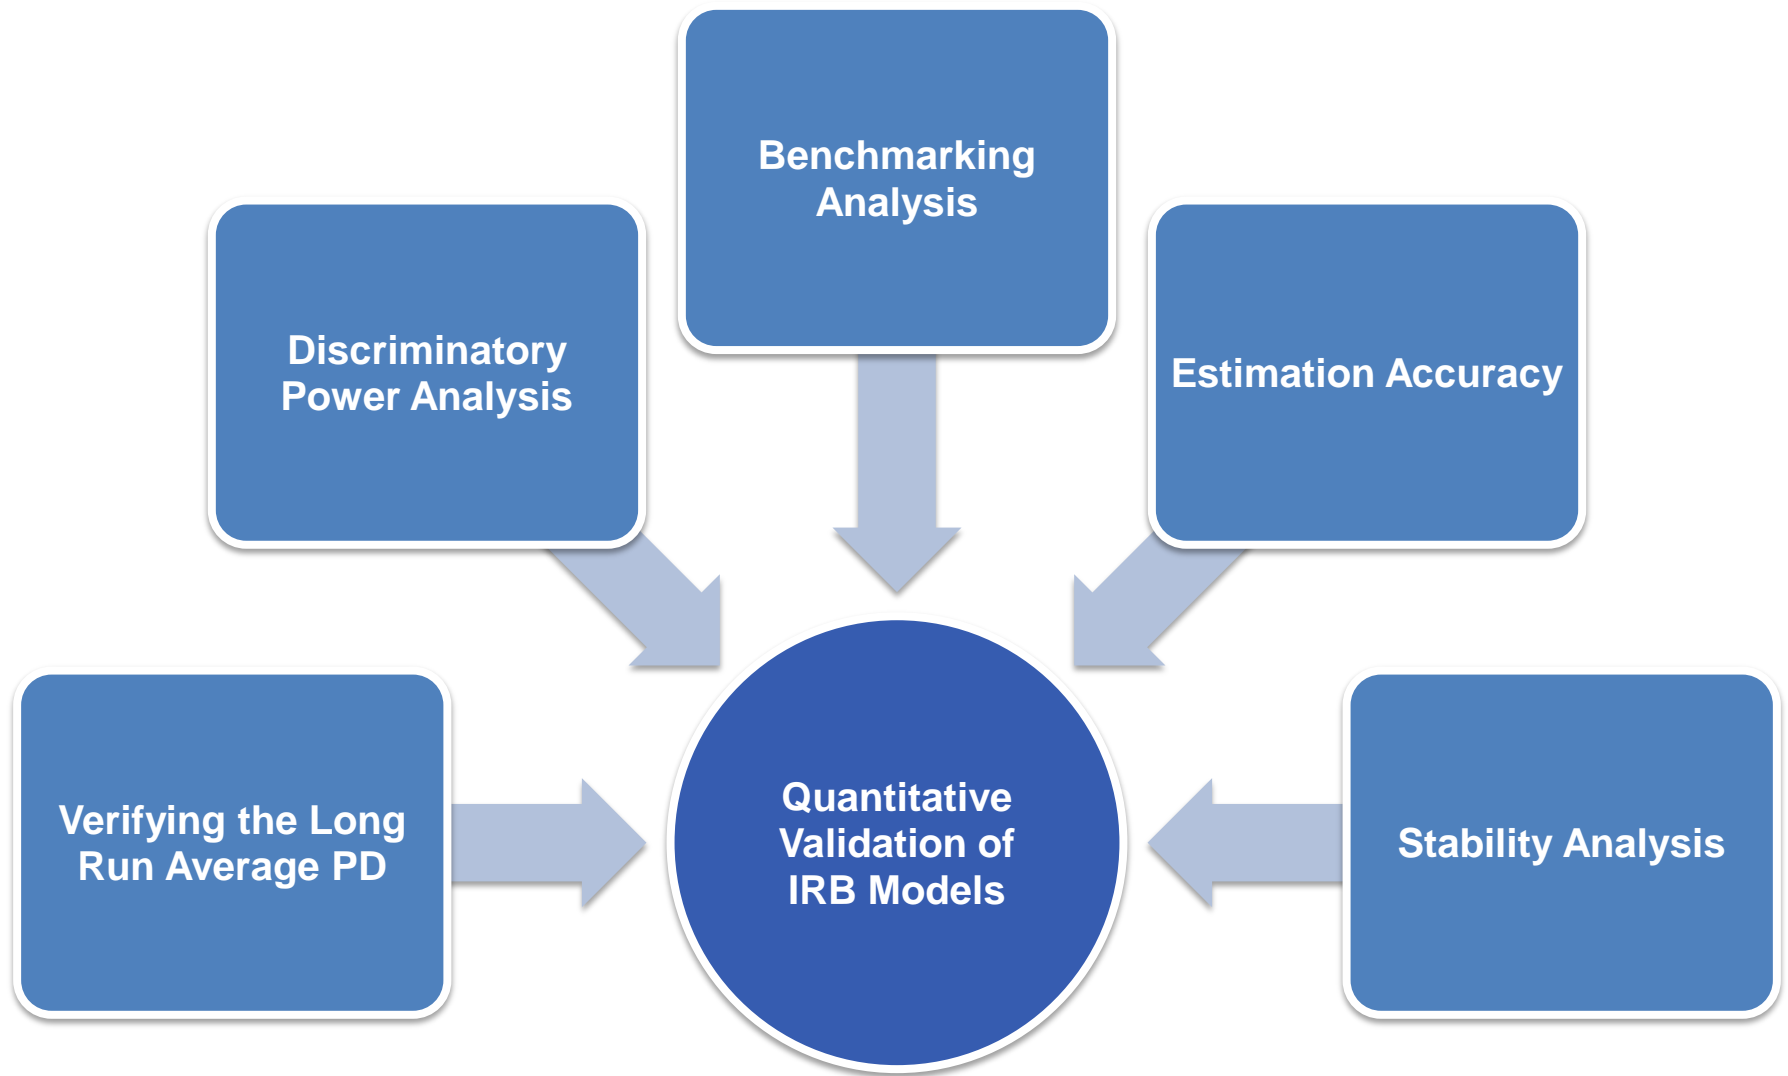 Benchmarking
Analysis
Discriminatory
Power Analysis
Estimation Accuracy
Verifying the Long
Run Average PD
Quantitative
Validation of
IRB Models
Stability Analysis